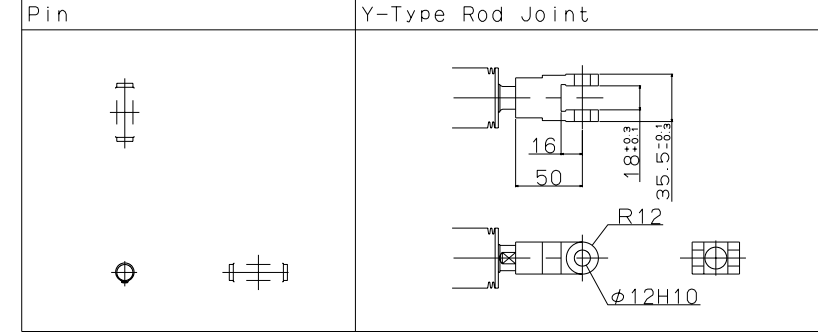 Pin
Y-Type Rod Joint
16
50
18+0.3 +0.1
35.5-0.1 -0.3
R12
φ12H10